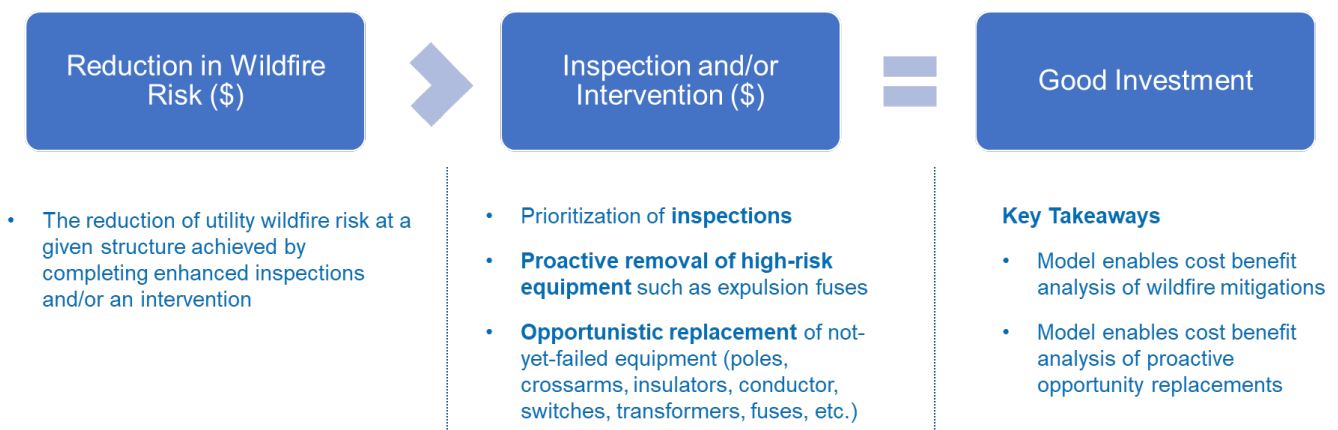 Reduction in Wildfire
Risk ($)
Inspection and/or
Intervention ($)
Good Investment
• The reduction of utility wildfire risk at a
given structure achieved by
completing enhanced inspections
and/or an intervention
• Prioritization of inspections
• Proactive removal of high-risk
equipment such as expulsion fuses
• Opportunistic replacement of not-
yet-failed equipment (poles,
crossarms, insulators, conductor,
switches, transformers, fuses, etc.)
Key Takeaways
• Model enables cost benefit
analysis of wildfire mitigations
• Model enables cost benefit
analysis of proactive
opportunity replacements